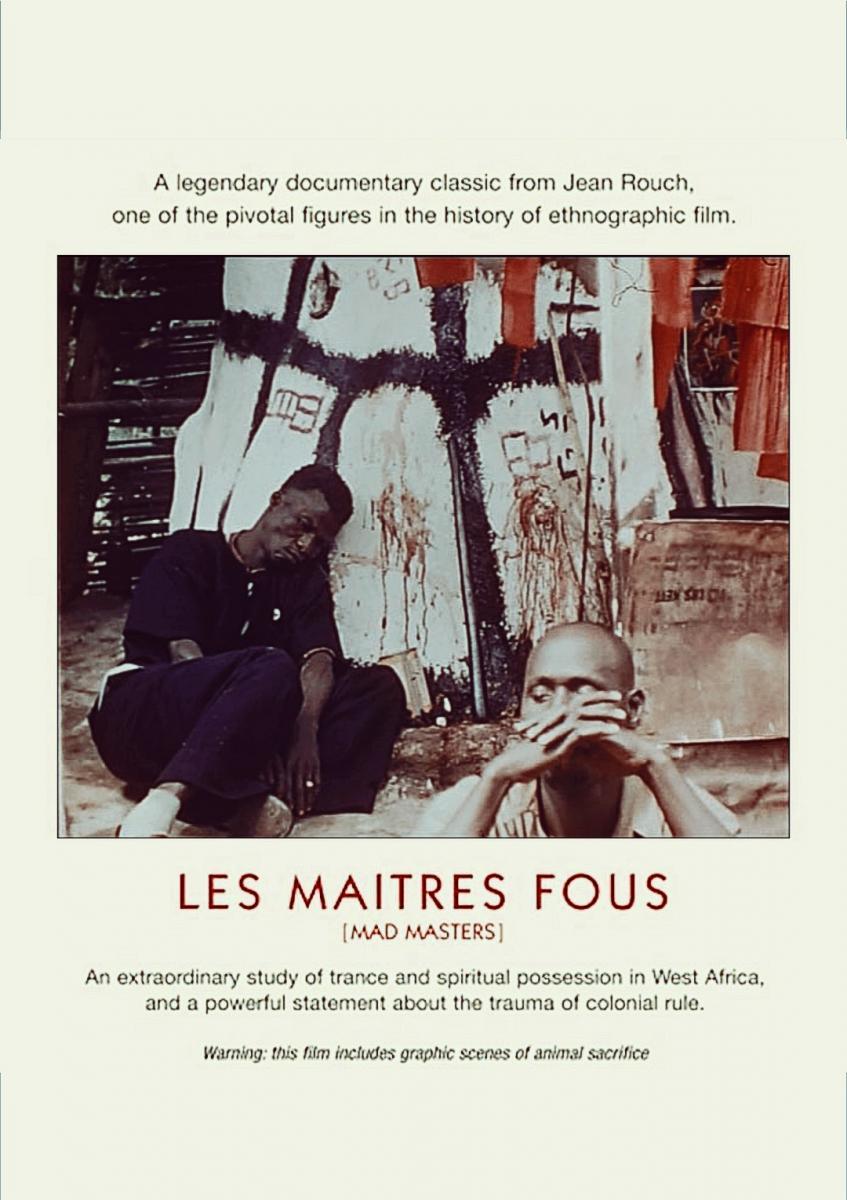 A legendary documentary classic from Jean Rouch,
one of the pivotal figures in the history of ethnographic film.
LES MAITRES FOUS
[MAD MASTERS]
An extraordinary study of trance and spiritual possession in West Africa,
and a powerful statement about the trauma of colonial rule.
Warning: this film includes graphic scenes of animal sacrifice